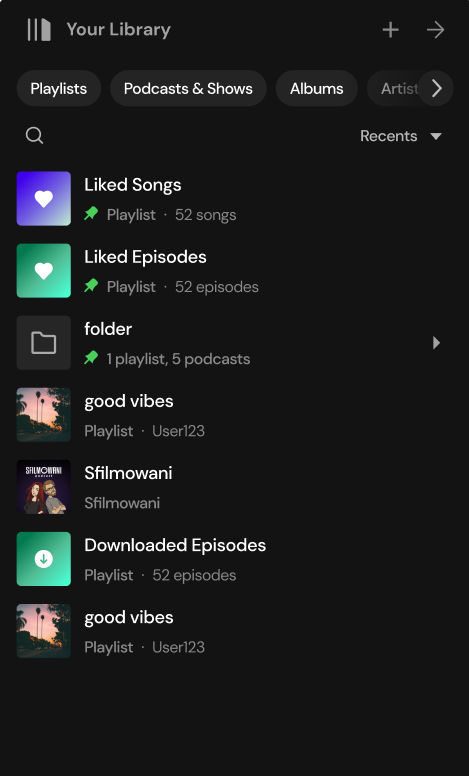 Your Library
Playlists Podcasts & Shows Albums Artist
Recents
Liked Songs
Playlist · 52 songs
Liked Episodes
Playlist · 52 episodes
folder
1 playlist, 5 podcasts
good vibes
Playlist · User123
SFILMOWANI
podcast
Sfilmowani
Sfilmowani
Downloaded Episodes
Playlist · 52 episodes
good vibes
Playlist · User123